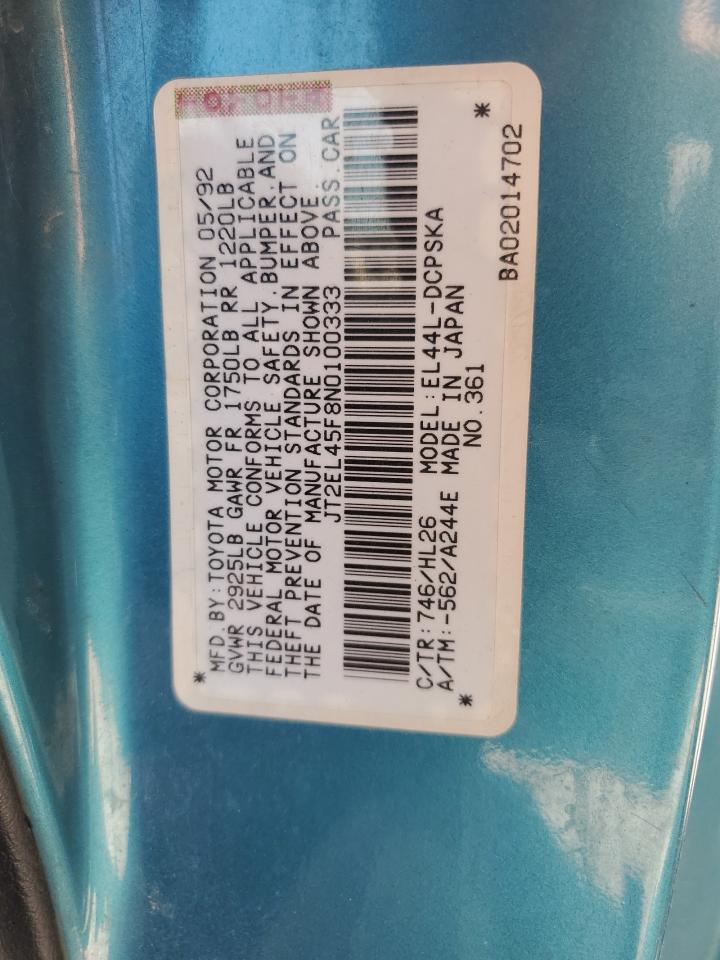 MFD.BY:TOYOTA MOTOR CORPORATION 05/92
GVWR 2925LB GAWR FR 1750LB RR 1220LB
THIS VEHICLE CONFORMS TO ALL APPLICABLE
FEDERAL MOTOR VEHICLE SAFETY,BUMPER,AND
THEFT PREVENTION STANDARDS IN EFFECT ON
THE DATE OF MANUFACTURE SHOWN ABOVE.
JT2EL45F8N0100333 PASS.CAR
C/TR:746/HL26 MODEL:EL44L-DCPSKA
A/TM:-562/A244E MADE IN JAPAN
NO.361
BA02014702